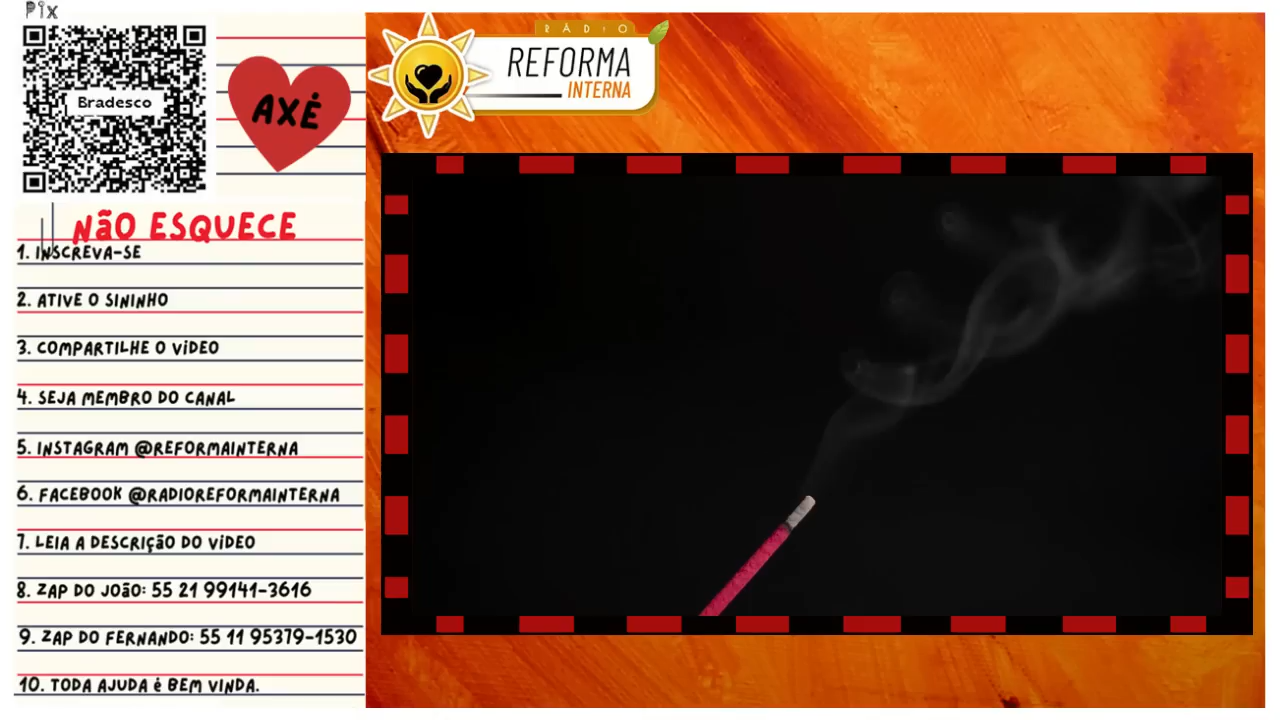 Pix
Bradesco
AXÉ
NÃO ESQUECE
1. INSCREVA-SE
2. ATIVE O SININHO
3. COMPARTILHE O VÍDEO
4. SEJA MEMBRO DO CANAL
5. INSTAGRAM @REFORMAINTERNA
6. FACEBOOK @RADIOREFORMAINTERNA
7. LEIA A DESCRIÇÃO DO VÍDEO
8. ZAP DO JOÃO: 55 21 99141-3616
9. ZAP DO FERNANDO: 55 11 95379-1530
10. TODA AJUDA É BEM VINDA.
RÁDIO
REFORMA
INTERNA